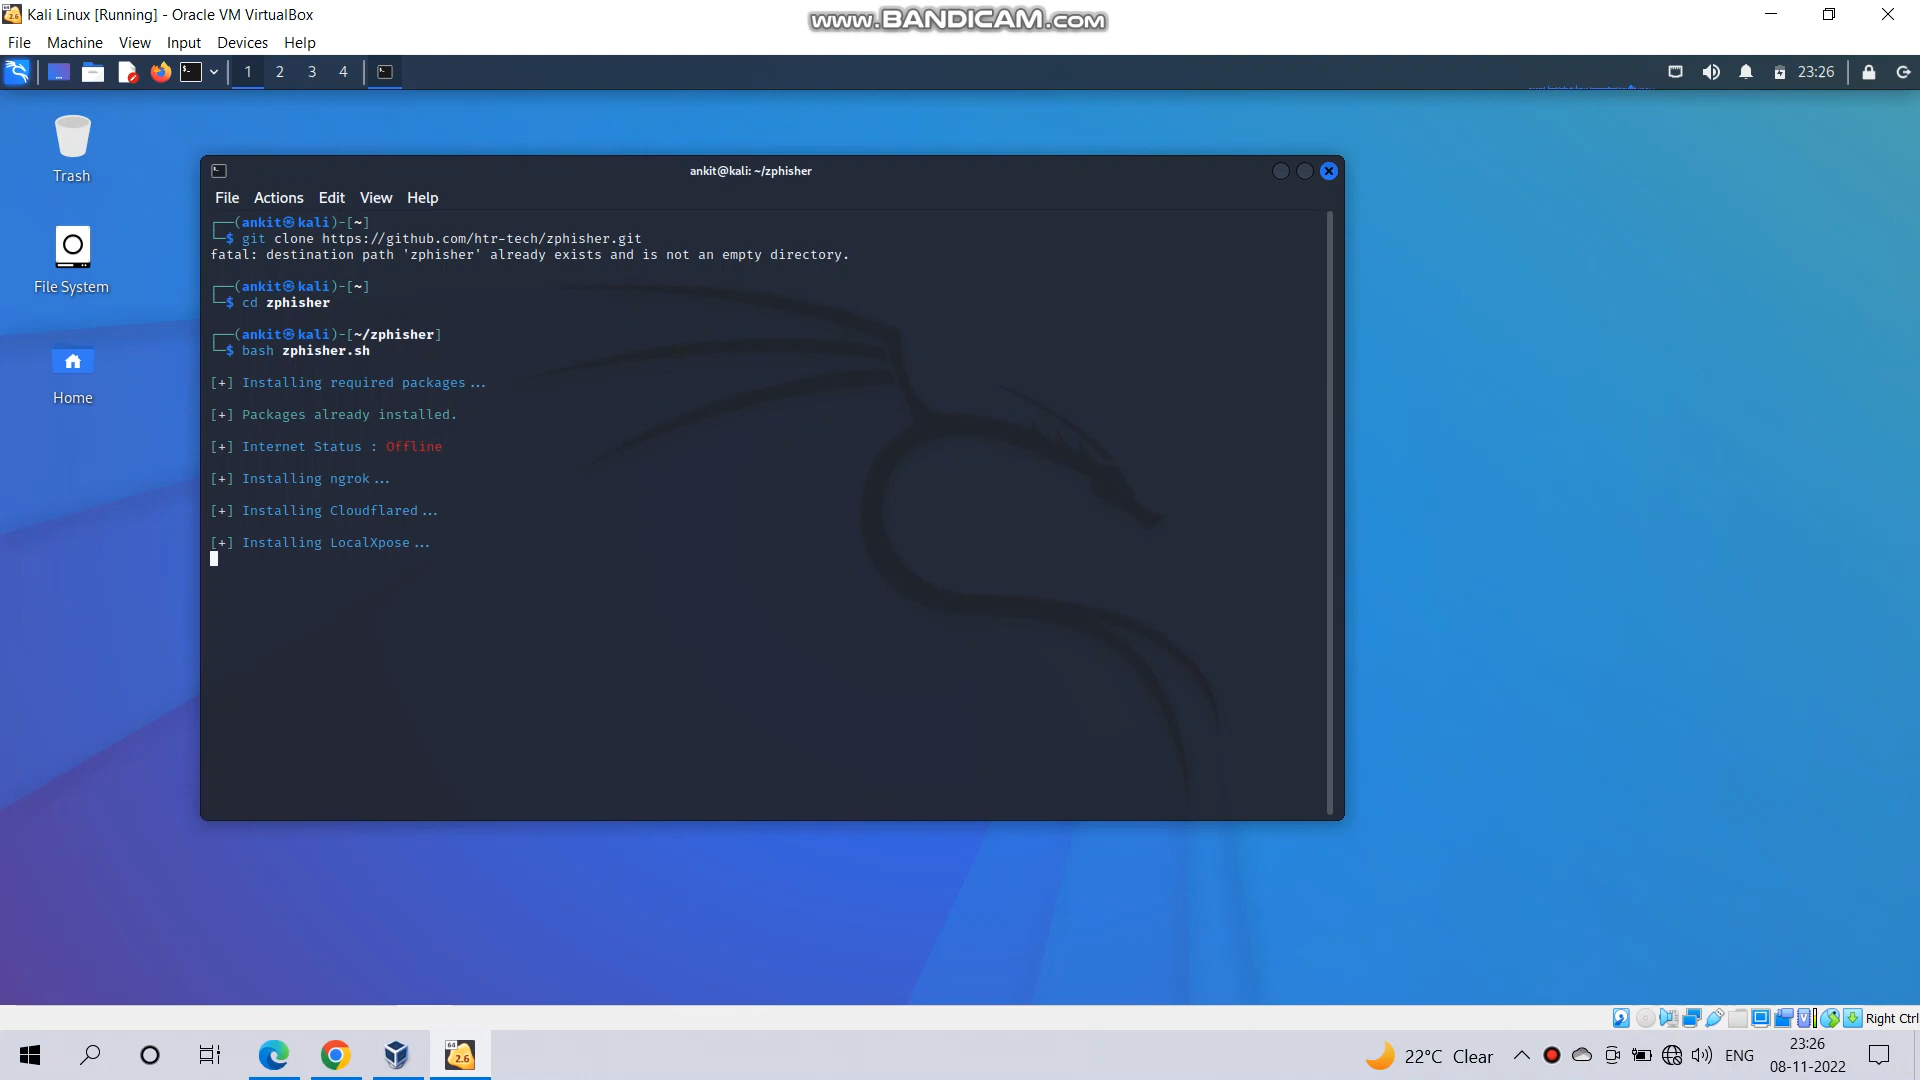 Kali Linux [Running] - Oracle VM VirtualBox
www.BANDICAM.com
File Machine View Input Devices Help
1 2 3 4 23:26
Trash
File System
Home
ankit@kali: ~/zphisher
File Actions Edit View Help
┌──(ankit㉿kali)-[~]
└─$ git clone https://github.com/htr-tech/zphisher.git
fatal: destination path 'zphisher' already exists and is not an empty directory.
┌──(ankit㉿kali)-[~]
└─$ cd zphisher
┌──(ankit㉿kali)-[~/zphisher]
└─$ bash zphisher.sh
[+] Installing required packages...
[+] Packages already installed.
[+] Internet Status : Offline
[+] Installing ngrok...
[+] Installing Cloudflared...
[+] Installing LocalXpose...
Right Ctrl
64
2.6
22°C Clear
ENG
23:26
08-11-2022